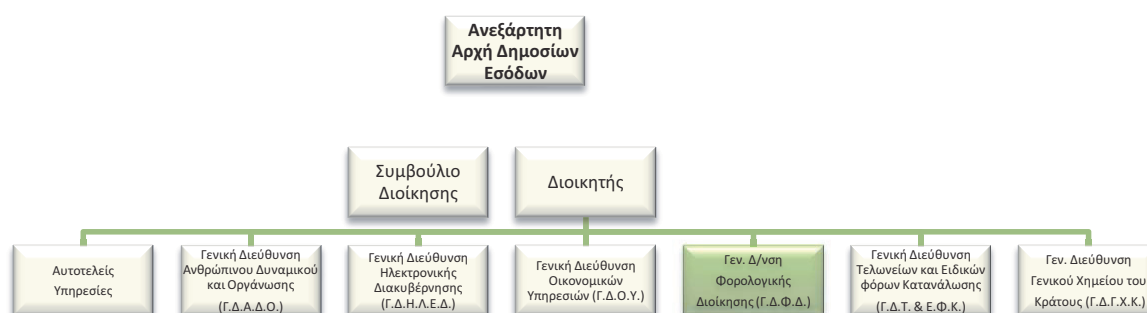 Ανεξάρτητη
Αρχή Δημοσίων
Εσόδων
Συμβούλιο
Διοίκησης
Διοικητής
Αυτοτελείς
Υπηρεσίες
Γενική Διεύθυνση
Ανθρώπινου Δυναμικού
και Οργάνωσης
(Γ.Δ.Α.Δ.Ο.)
Γενική Διεύθυνση
Ηλεκτρονικής
Διακυβέρνησης
(Γ.Δ.Η.Λ.Ε.Δ.)
Γενική Διεύθυνση
Οικονομικών
Υπηρεσιών (Γ.Δ.Ο.Υ.)
Γεν. Δ/νση
Φορολογικής
Διοίκησης (Γ.Δ.Φ.Δ.)
Γενική Διεύθυνση
Τελωνείων και Ειδικών
φόρων Κατανάλωσης
(Γ.Δ.Τ. & Ε.Φ.Κ.)
Γεν. Διεύθυνση
Γενικού Χημείου του
Κράτους (Γ.Δ.Γ.Χ.Κ.)